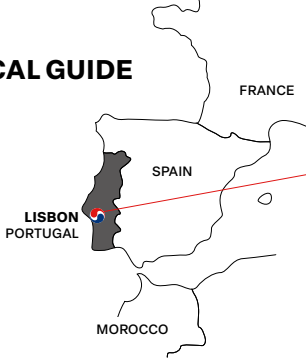 CAL GUIDE
FRANCE
SPAIN
LISBON
PORTUGAL
MOROCCO